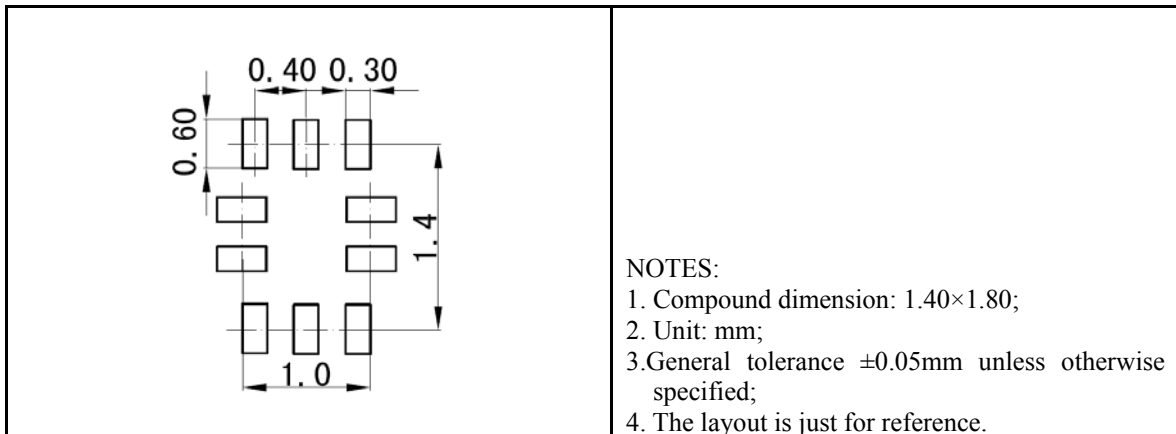 0. 40 0. 30
0. 60
1. 4
1. 0
NOTES:
1. Compound dimension: 1.40×1.80;
2. Unit: mm;
3.General tolerance ±0.05mm unless otherwise
specified;
4. The layout is just for reference.